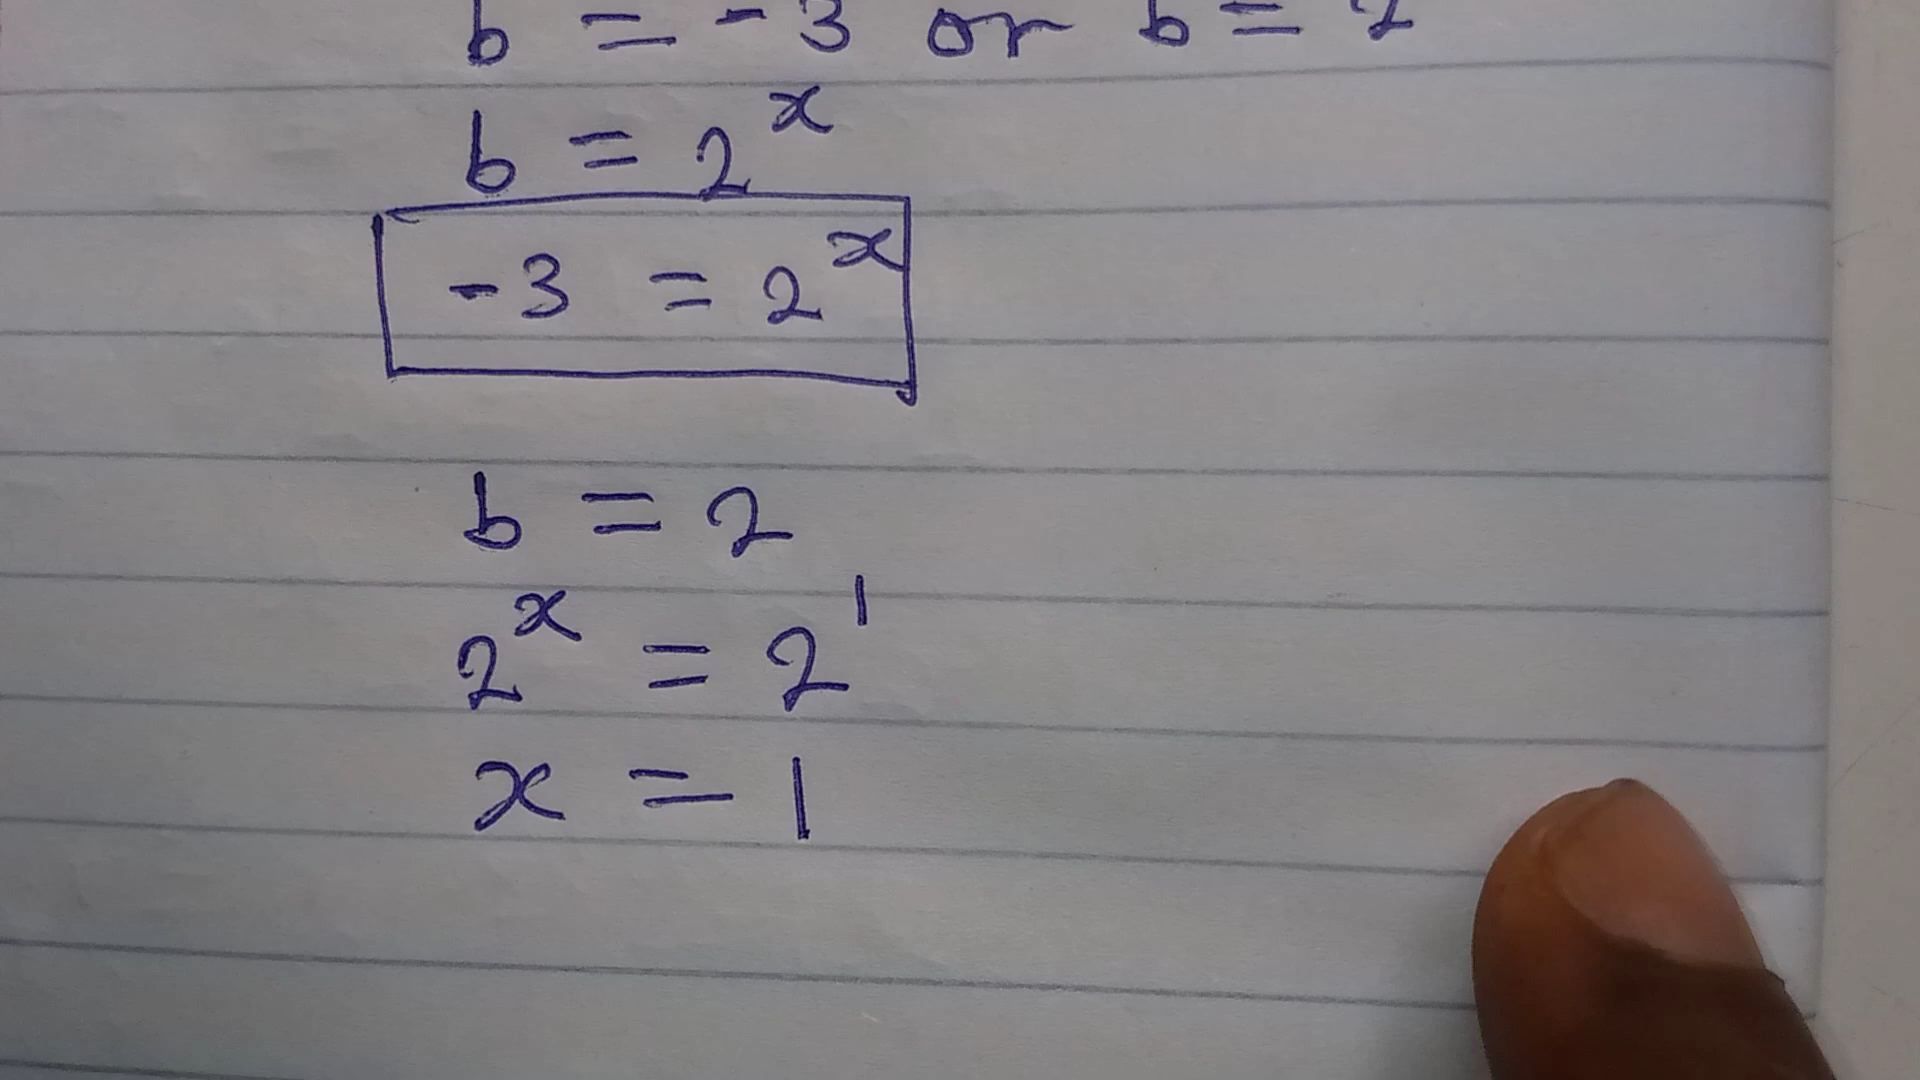 b = -3 or b = 2
b = 2^x
-3 = 2^x
b = 2
2^x = 2^1
x = 1